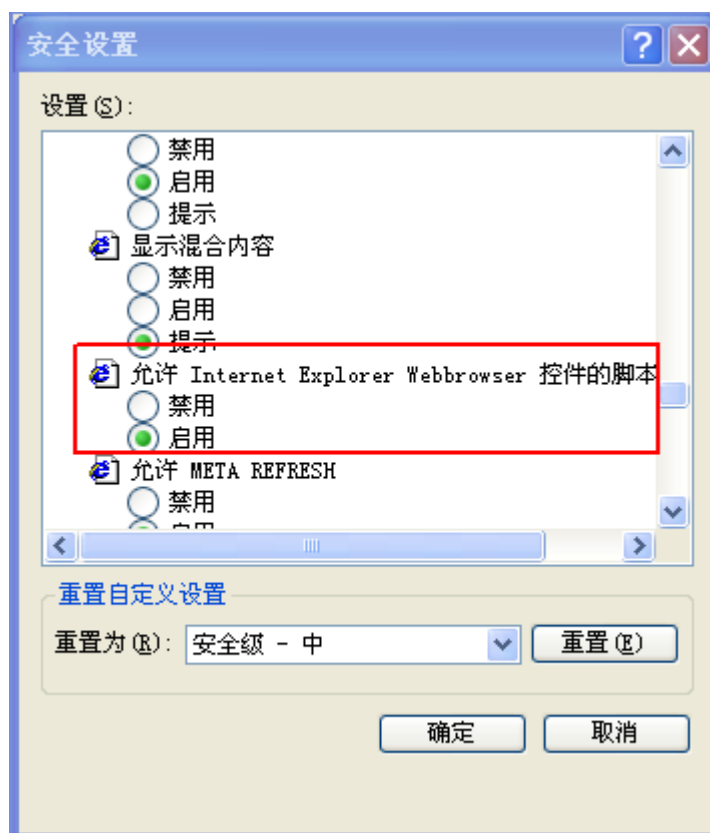 安全设置
设置(S):
禁用
启用
提示
显示混合内容
禁用
启用
提示
允许 Internet Explorer Webbrowser 控件的脚本
禁用
启用
允许 META REFRESH
禁用
启用
重置自定义设置
重置为(R): 安全级 - 中 重置(E)
确定 取消